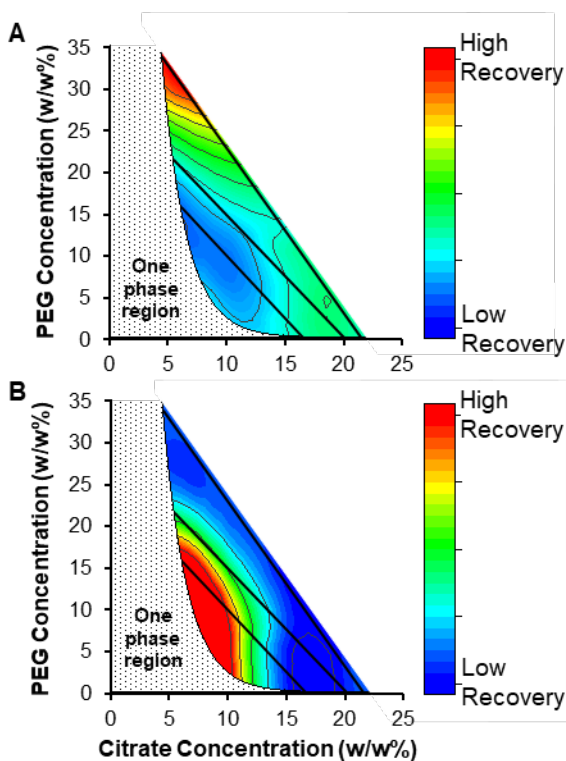 A
PEG Concentration (w/w%)
35
30
25
20
15
10
5
0
One
phase
region
0 5 10 15 20 25
High
Recovery
Low
Recovery
B
PEG Concentration (w/w%)
35
30
25
20
15
10
5
0
One
phase
region
0 5 10 15 20 25
High
Recovery
Low
Recovery
Citrate Concentration (w/w%)